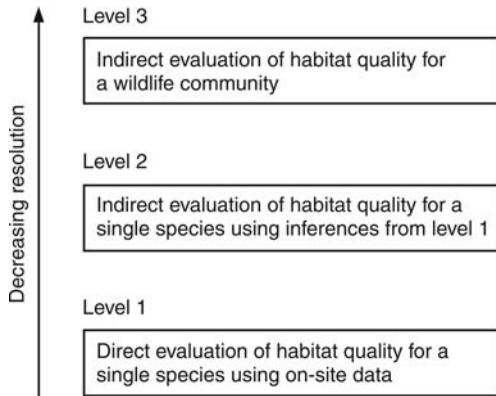 Level 3
Indirect evaluation of habitat quality for
a wildlife community
Level 2
Indirect evaluation of habitat quality for a
single species using inferences from level 1
Level 1
Direct evaluation of habitat quality for a
single species using on-site data
Decreasing resolution